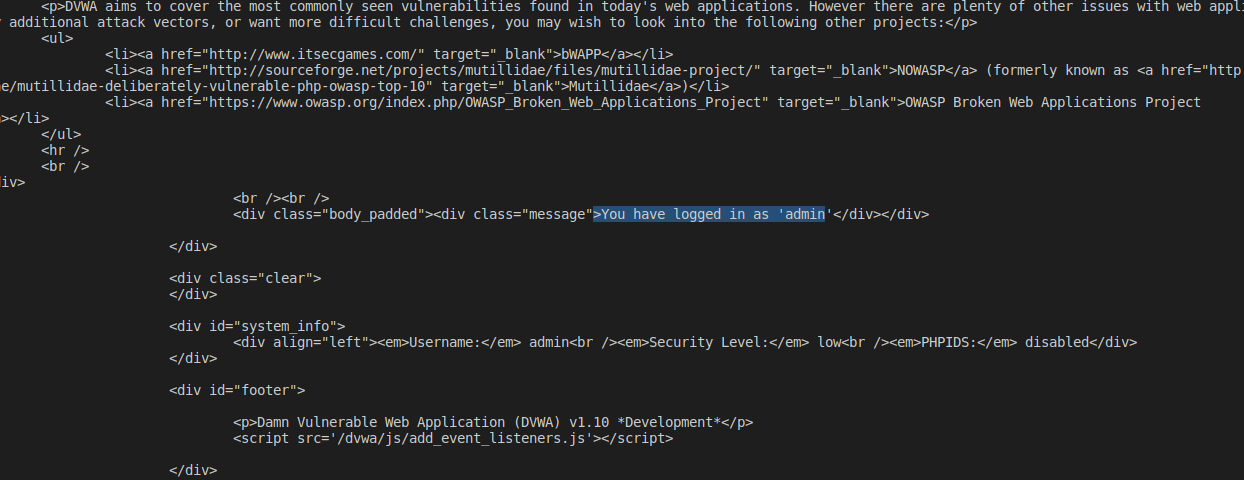 <p>DVWA aims to cover the most commonly seen vulnerabilities found in today's web applications. However there are plenty of other issues with web appli
additional attack vectors, or want more difficult challenges, you may wish to look into the following other projects:</p>
<ul>
<li><a href="http://www.itsecgames.com/" target="_blank">bWAPP</a></li>
<li><a href="http://sourceforge.net/projects/mutillidae/files/mutillidae-project/" target="_blank">NOWASP</a> (formerly known as <a href="http
e/mutillidae-deliberately-vulnerable-php-owasp-top-10" target="_blank">Mutillidae</a>)</li>
<li><a href="https://www.owasp.org/index.php/OWASP_Broken_Web_Applications_Project" target="_blank">OWASP Broken Web Applications Project
></li>
</ul>
<hr />
<br />
iv>
<br /><br />
<div class="body_padded"><div class="message">You have logged in as 'admin'</div></div>
</div>
<div class="clear">
</div>
<div id="system_info">
<div align="left"><em>Username:</em> admin<br /><em>Security Level:</em> low<br /><em>PHPIDS:</em> disabled</div>
</div>
<div id="footer">
<p>Damn Vulnerable Web Application (DVWA) v1.10 *Development*</p>
<script src='/dvwa/js/add_event_listeners.js'></script>
</div>